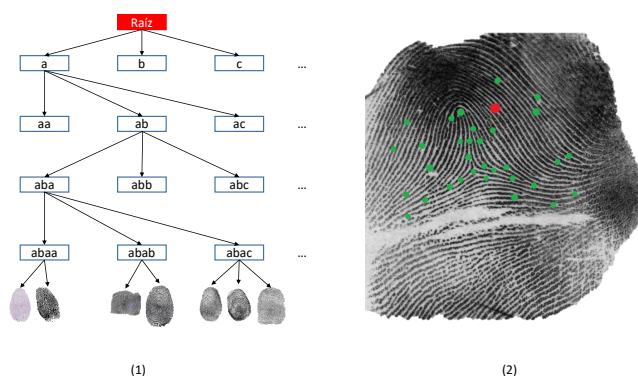 Raíz
a b c ...
aa ab ac ...
aba abb abc ...
abaa abab abac ...
(1) (2)